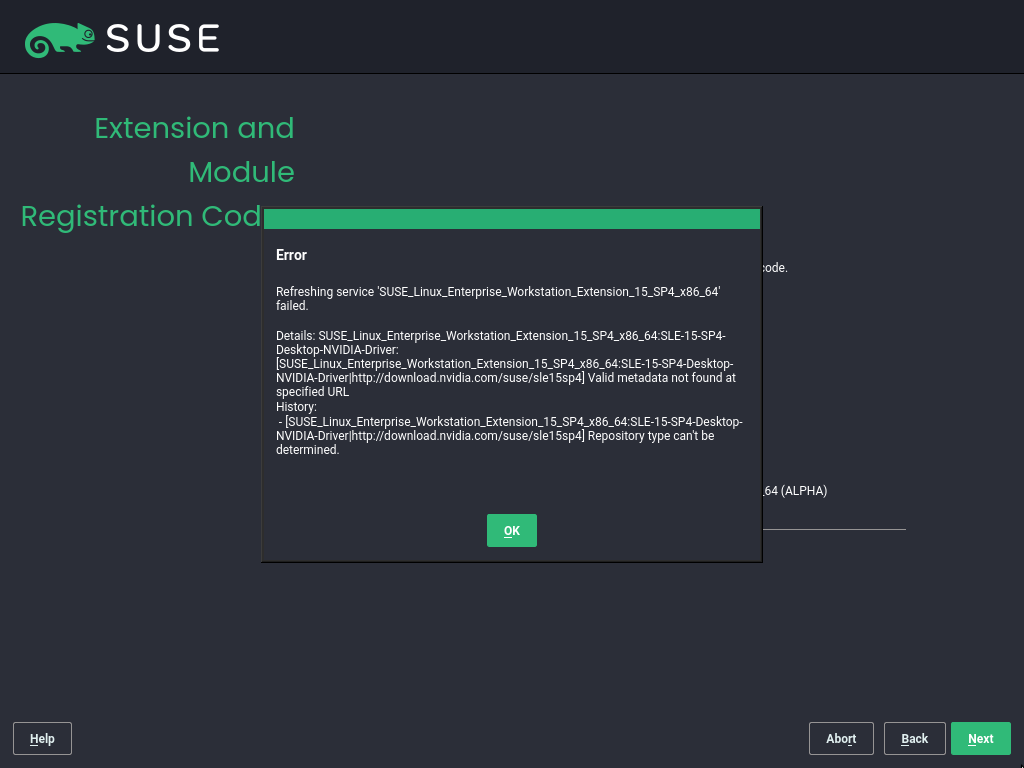 SUSE
Extension and
Module
Registration Cod
Error
code.
Refreshing service 'SUSE_Linux_Enterprise_Workstation_Extension_15_SP4_x86_64'
failed.
Details: SUSE_Linux_Enterprise_Workstation_Extension_15_SP4_x86_64:SLE-15-SP4-
Desktop-NVIDIA-Driver:
[SUSE_Linux_Enterprise_Workstation_Extension_15_SP4_x86_64:SLE-15-SP4-Desktop-
NVIDIA-Driver|http://download.nvidia.com/suse/sle15sp4] Valid metadata not found at
specified URL
History:
- [SUSE_Linux_Enterprise_Workstation_Extension_15_SP4_x86_64:SLE-15-SP4-Desktop-
NVIDIA-Driver|http://download.nvidia.com/suse/sle15sp4] Repository type can't be
determined.
_64 (ALPHA)
OK
Help
Abort
Back
Next